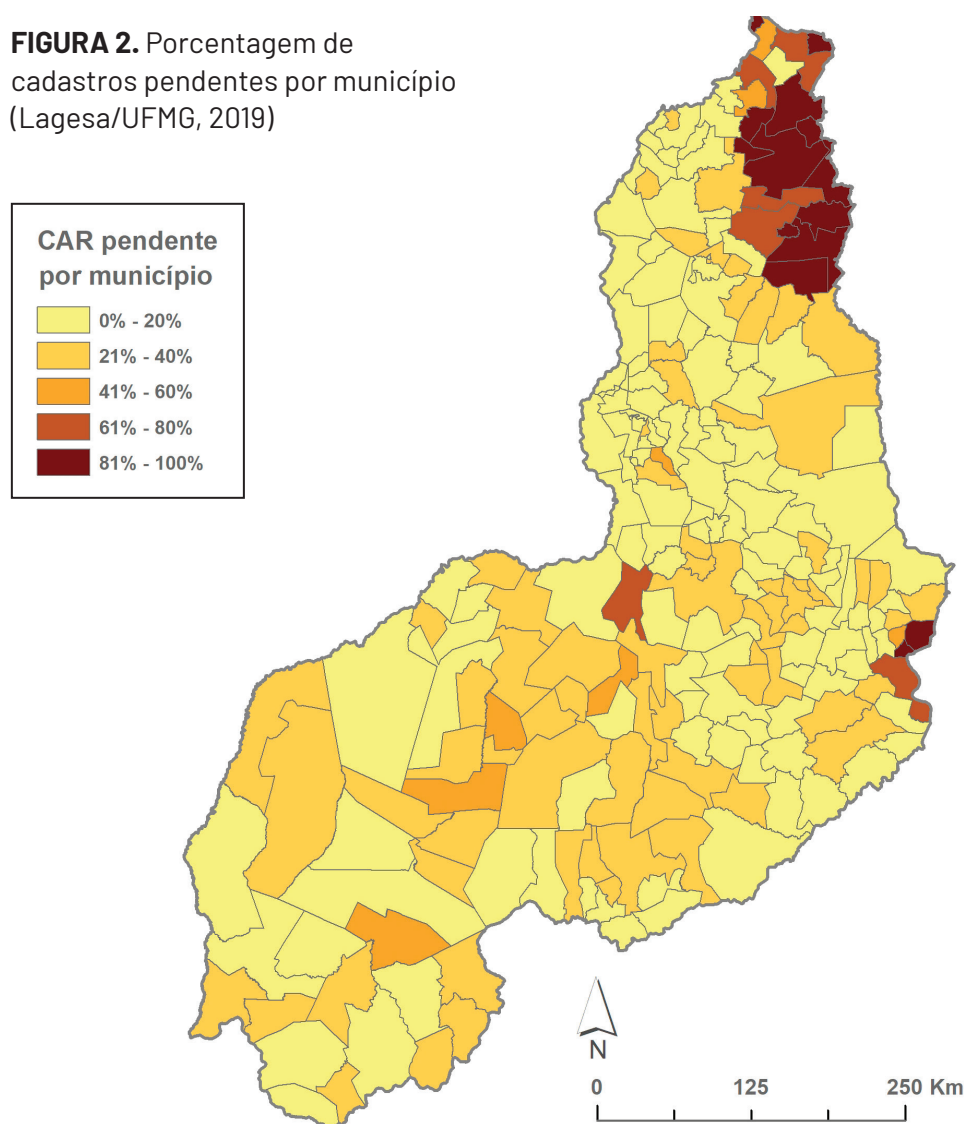 FIGURA 2. Porcentagem de
cadastros pendentes por município
(Lagesa/UFMG, 2019)
CAR pendente
por município
0% - 20%
21% - 40%
41% - 60%
61% - 80%
81% - 100%
N
0 125 250 Km